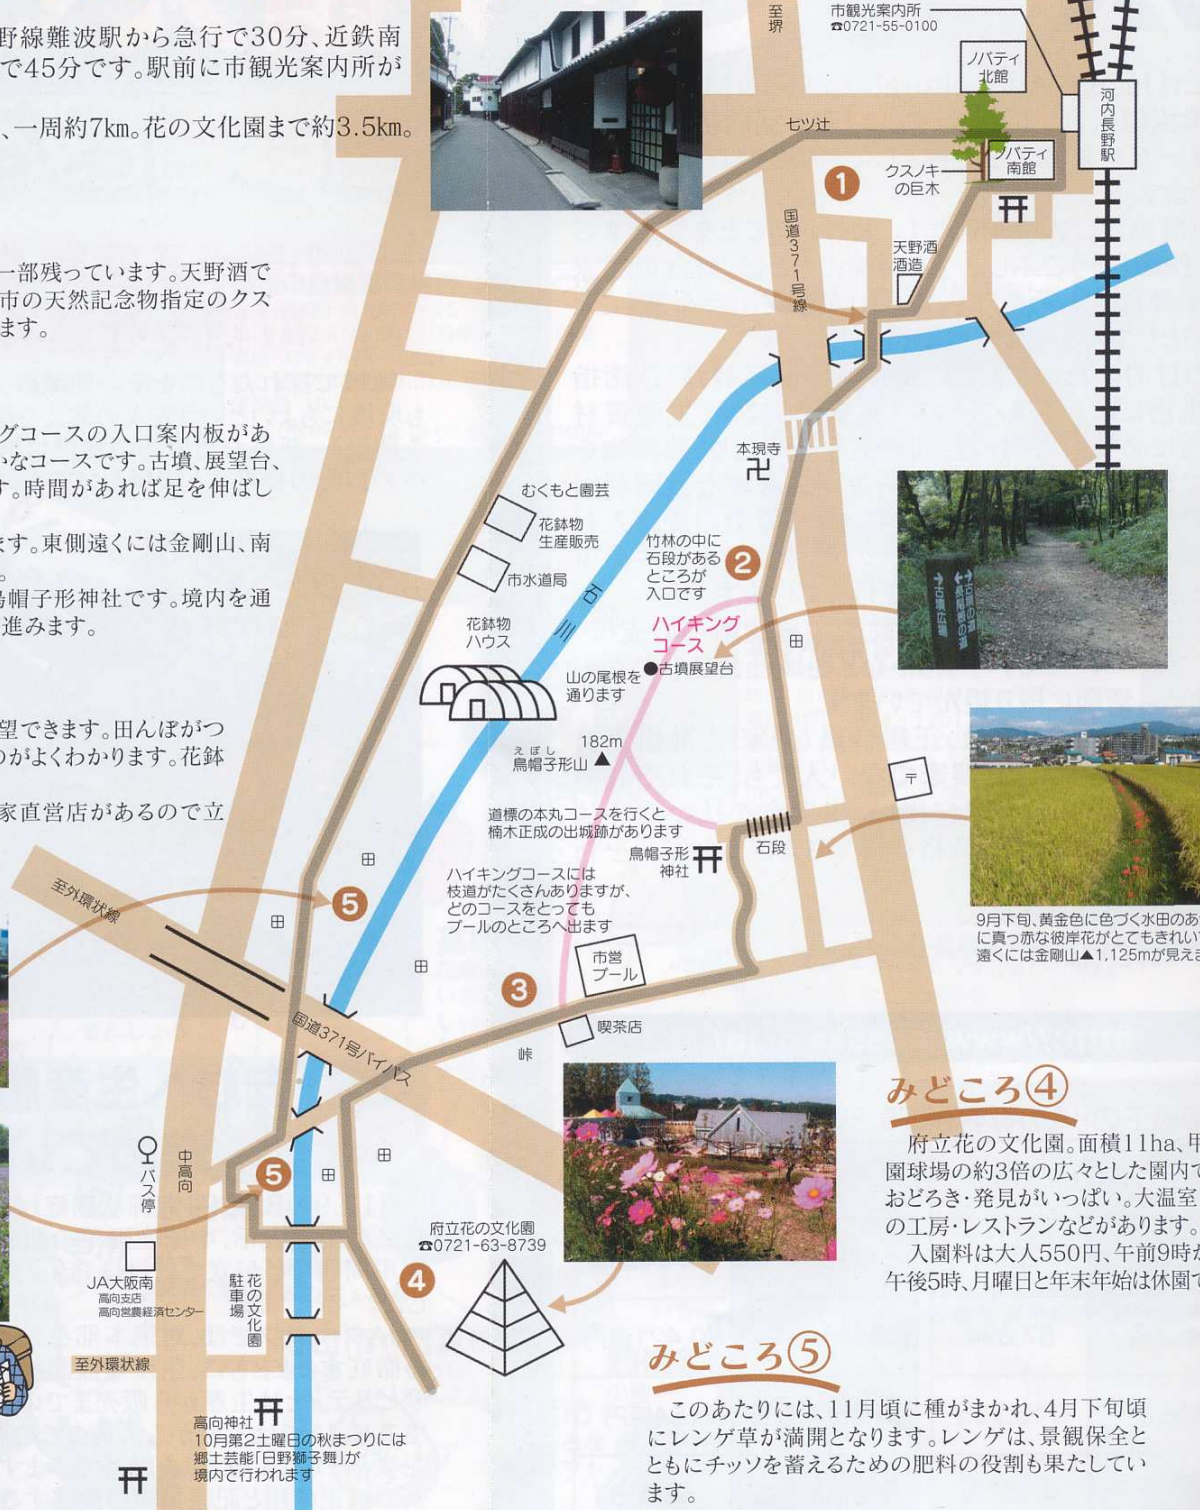 野線難波駅から急行で30分、近鉄南
で45分です。駅前に市観光案内所が
、一周約7km。花の文化園まで約3.5km。
一部残っています。天野酒で
市の天然記念物指定のクス
ます。
グコースの入口案内板があ
いなコースです。古墳、展望台、
す。時間があれば足を伸ばし
ます。東側遠くには金剛山、南
。
烏帽子形神社です。境内を通
進みます。
望できます。田んぼがつ
のがよくわかります。花鉢
家直営店があるので立
至堺
市観光案内所
☎0721-55-0100
ノバティ
北館
河内長野駅
七ツ辻
ノバティ
南館
クスノキ
の巨木
1
国道371号線
天野酒
酒造
本現寺
むくもと園芸
花鉢物
生産販売
市水道局
竹林の中に
石段がある
ところが
入口です
2
石川
花鉢物
ハウス
ハイキング
コース
古墳展望台
山の尾根を
通ります
古墳の道
長尾根の道
古墳広場
182m
えぼし
烏帽子形山▲
〒
道標の本丸コースを行くと
楠木正成の出城跡があります
烏帽子形
神社
石段
ハイキングコースには
枝道がたくさんありますが、
どのコースをとっても
プールのところへ出ます
至外環状線
5
市営
プール
3
喫茶店
峠
国道371号バイパス
9月下旬、黄金色に色づく水田のあ
に真っ赤な彼岸花がとてもきれい
遠くには金剛山▲1,125mが見えま
バス停
中高向
5
JA大阪南
高向支店
高向営農経済センター
花の文化園
駐車場
府立花の文化園
☎0721-63-8739
4
至外環状線
高向神社
10月第2土曜日の秋まつりには
郷土芸能「日野獅子舞」が
境内で行われます
みどころ④
府立花の文化園。面積11ha、甲
園球場の約3倍の広々とした園内で
おどろき・発見がいっぱい。大温室
の工房・レストランなどがあります。
入園料は大人550円、午前9時か
午後5時、月曜日と年末年始は休園で
みどころ⑤
このあたりには、11月頃に種がまかれ、4月下旬頃
にレンゲ草が満開となります。レンゲは、景観保全と
ともにチッソを蓄えるための肥料の役割も果たしてい
ます。